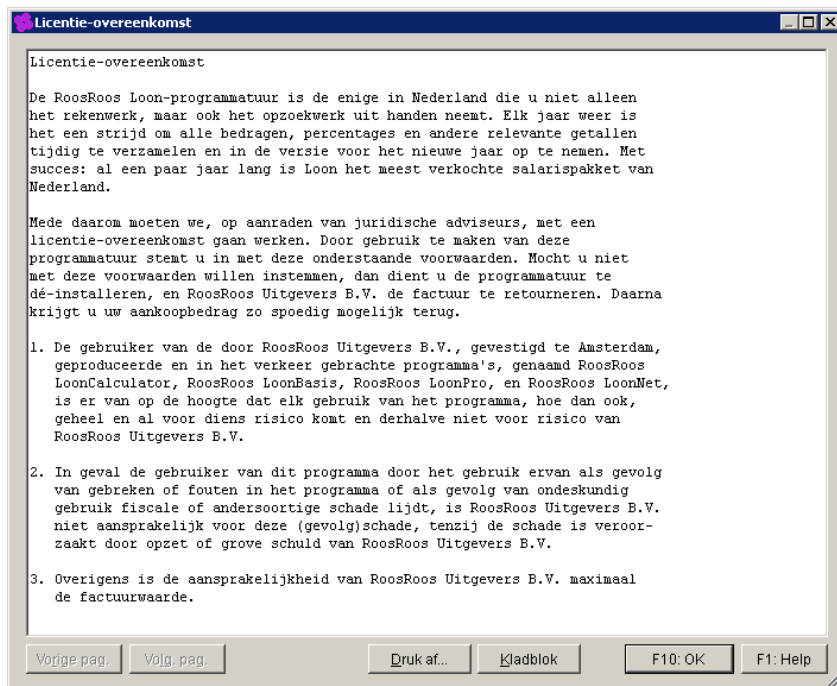 Licentie-overeenkomst
Licentie-overeenkomst
De RoosRoos Loon-programmatuur is de enige in Nederland die u niet alleen
het rekenwerk, maar ook het opzoekwerk uit handen neemt. Elk jaar weer is
het een strijd om alle bedragen, percentages en andere relevante getallen
tijdig te verzamelen en in de versie voor het nieuwe jaar op te nemen. Met
succes: al een paar jaar lang is Loon het meest verkochte salarispakket van
Nederland.
Mede daarom moeten we, op aanraden van juridische adviseurs, met een
licentie-overeenkomst gaan werken. Door gebruik te maken van deze
programmatuur stemt u in met deze onderstaande voorwaarden. Mocht u niet
met deze voorwaarden willen instemmen, dan dient u de programmatuur te
dé-installeren, en RoosRoos Uitgevers B.V. de factuur te retourneren. Daarna
krijgt u uw aankoopbedrag zo spoedig mogelijk terug.
1. De gebruiker van de door RoosRoos Uitgevers B.V., gevestigd te Amsterdam,
geproduceerde en in het verkeer gebrachte programma's, genaamd RoosRoos
LoonCalculator, RoosRoos LoonBasis, RoosRoos LoonPro, en RoosRoos LoonNet,
is er van op de hoogte dat elk gebruik van het programma, hoe dan ook,
geheel en al voor diens risico komt en derhalve niet voor risico van
RoosRoos Uitgevers B.V.
2. In geval de gebruiker van dit programma door het gebruik ervan als gevolg
van gebreken of fouten in het programma of als gevolg van ondeskundig
gebruik fiscale of andersoortige schade lijdt, is RoosRoos Uitgevers B.V.
niet aansprakelijk voor deze (gevolg)schade, tenzij de schade is veroor-
zaakt door opzet of grove schuld van RoosRoos Uitgevers B.V.
3. Overigens is de aansprakelijkheid van RoosRoos Uitgevers B.V. maximaal
de factuurwaarde.
Vorige pag. Volg. pag. Druk af... Kladblok F10: OK F1: Help